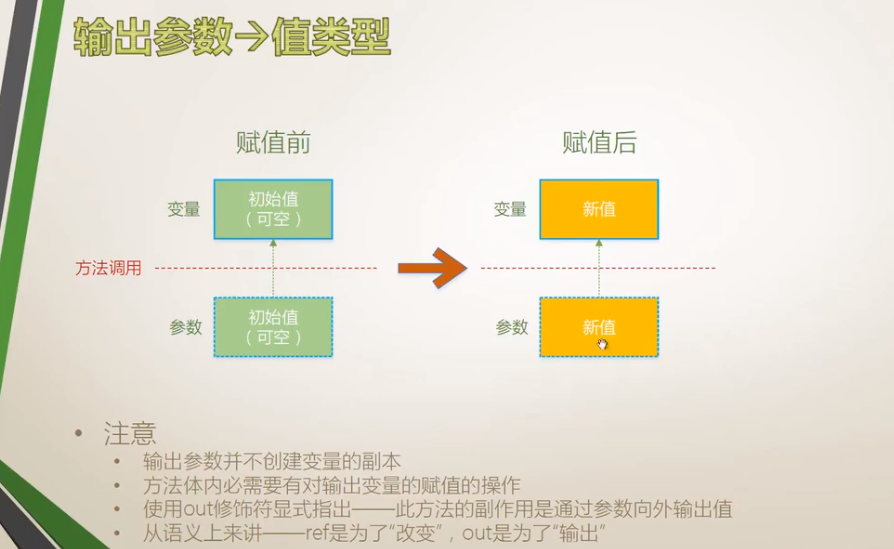 输出参数→值类型
赋值前
赋值后
变量
初始值
（可空）
变量
新值
方法调用
参数
初始值
（可空）
参数
新值
• 注意
• 输出参数并不创建变量的副本
• 方法体内必需要有对输出变量的赋值的操作
• 使用out修饰符显式指出——此方法的副作用是通过参数向外输出值
• 从语义上来讲——ref是为了“改变”，out是为了“输出”